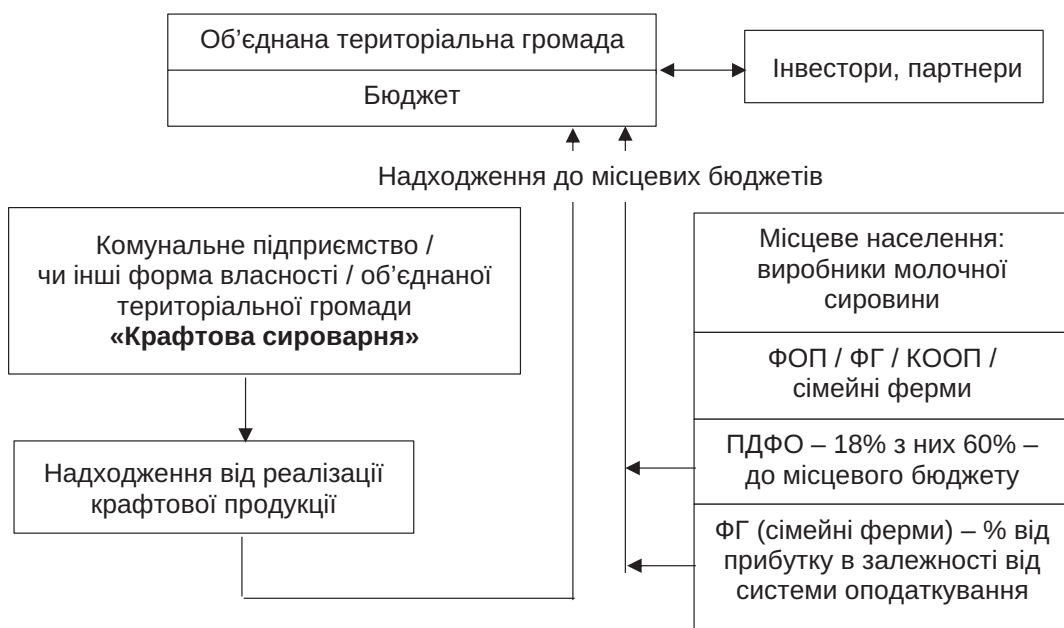 Об’єднана територіальна громада
Бюджет
Інвестори, партнери
Надходження до місцевих бюджетів
Комунальне підприємство /
чи інші форма власності / об’єднаної
територіальної громади
«Крафтова сироварня»
Надходження від реалізації
крафтової продукції
Місцеве населення:
виробники молочної
сировини
ФОП / ФГ / КООП /
сімейні ферми
ПДФО – 18% з них 60% –
до місцевого бюджету
ФГ (сімейні ферми) – % від
прибутку в залежності від
системи оподаткування